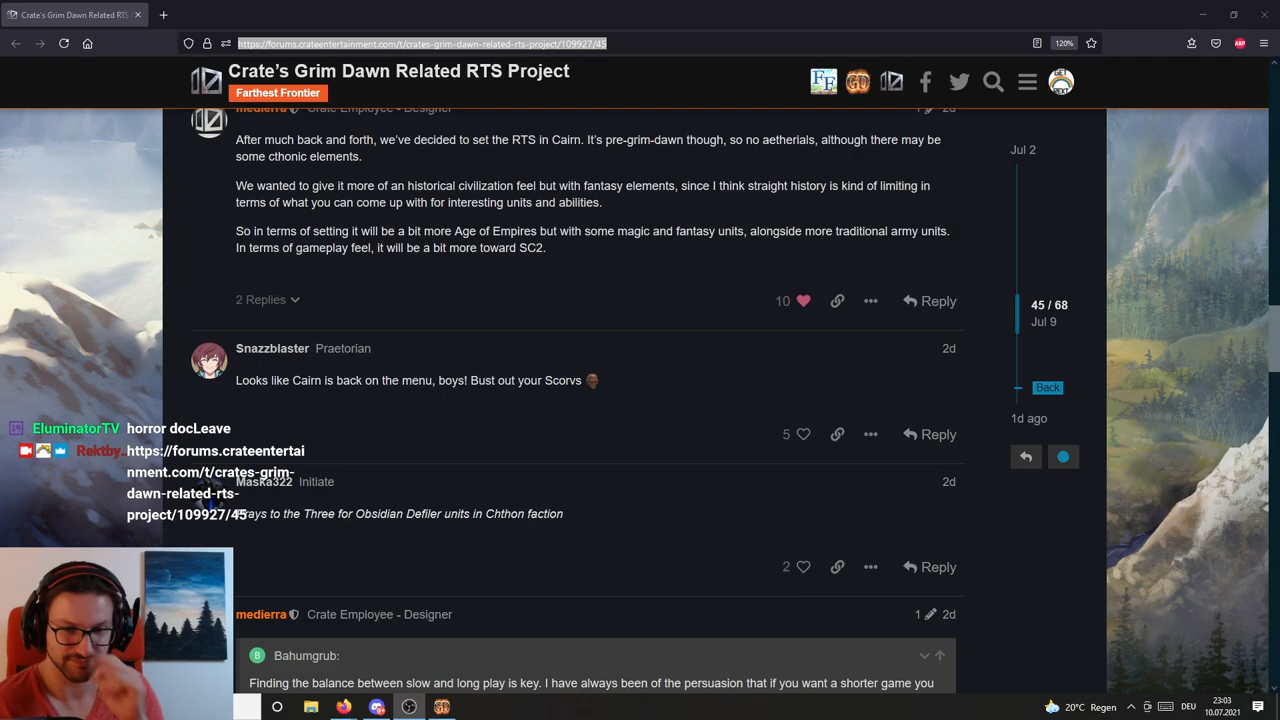 Crate's Grim Dawn Related RTS
https://forums.crateentertainment.com/t/crates-grim-dawn-related-rts-project/109927/45
120%
ABP
Crate's Grim Dawn Related RTS Project
Farthest Frontier
FF
GD
medierra Crate Employee - Designer
1 2d
After much back and forth, we've decided to set the RTS in Cairn. It's pre-grim-dawn though, so no aetherials, although there may be
some cthonic elements.
We wanted to give it more of an historical civilization feel but with fantasy elements, since I think straight history is kind of limiting in
terms of what you can come up with for interesting units and abilities.
So in terms of setting it will be a bit more Age of Empires but with some magic and fantasy units, alongside more traditional army units.
In terms of gameplay feel, it will be a bit more toward SC2.
2 Replies
10
Reply
Jul 2
45 / 68
Jul 9
Back
1d ago
Snazzblaster Praetorian
2d
Looks like Cairn is back on the menu, boys! Bust out your Scorvs
5
Reply
EluminatorTV horror docLeave
Rektby.. https://forums.crateentertai
nment.com/t/crates-grim-
dawn-related-rts-
project/109927/45
Maska322 Initiate
2d
Prays to the Three for Obsidian Defiler units in Chthon faction
2
Reply
medierra Crate Employee - Designer
1 2d
B Bahumgrub:
Finding the balance between slow and long play is key. I have always been of the persuasion that if you want a shorter game you
20°C Regen
DEU
23:03
10.07.2021